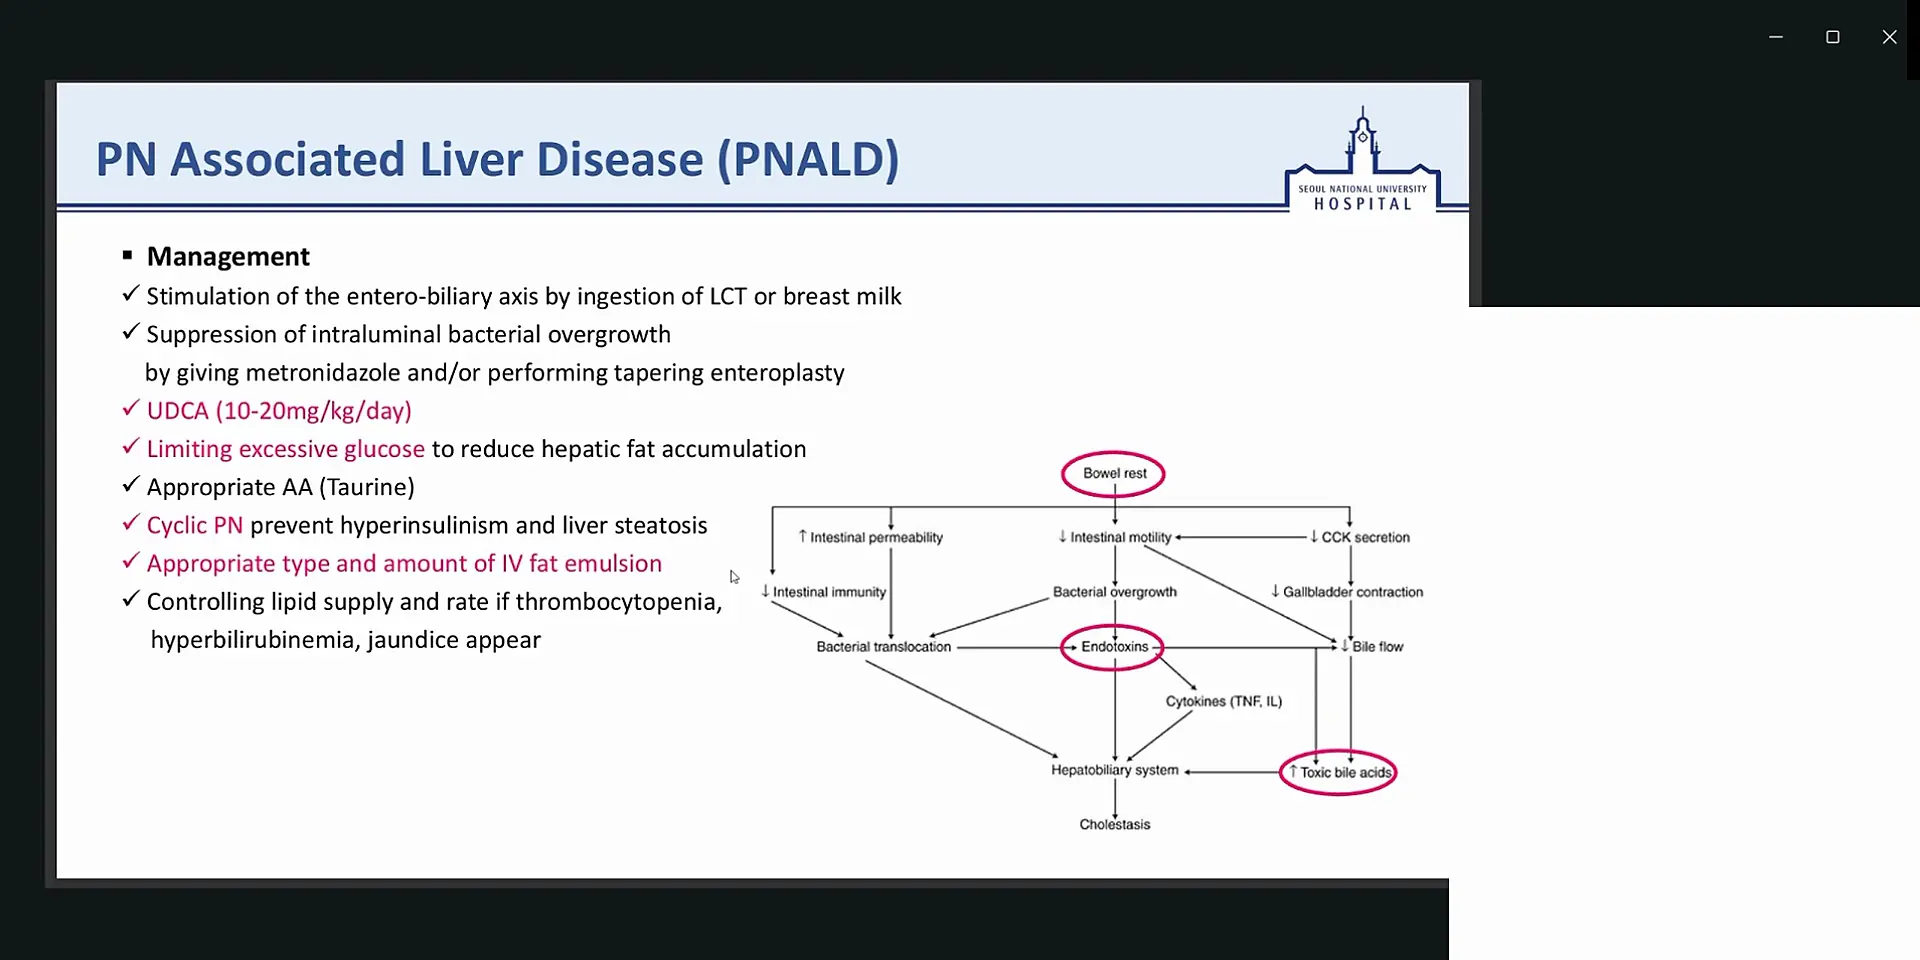 PN Associated Liver Disease (PNALD)
SEOUL NATIONAL UNIVERSITY
HOSPITAL
▪ Management
✓ Stimulation of the entero-biliary axis by ingestion of LCT or breast milk
✓ Suppression of intraluminal bacterial overgrowth
by giving metronidazole and/or performing tapering enteroplasty
✓ UDCA (10-20mg/kg/day)
✓ Limiting excessive glucose to reduce hepatic fat accumulation
✓ Appropriate AA (Taurine)
✓ Cyclic PN prevent hyperinsulinism and liver steatosis
✓ Appropriate type and amount of IV fat emulsion
✓ Controlling lipid supply and rate if thrombocytopenia,
hyperbilirubinemia, jaundice appear
Bowel rest
↑ Intestinal permeability
↓ Intestinal motility
↓ CCK secretion
↓ Intestinal immunity
Bacterial overgrowth
↓ Gallbladder contraction
Bacterial translocation
Endotoxins
↓ Bile flow
Cytokines (TNF, IL)
Hepatobiliary system
↑ Toxic bile acids
Cholestasis